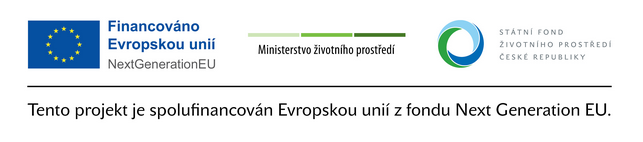 Financováno
Evropskou unií
NextGenerationEU
Ministerstvo životního prostředí
STÁTNÍ FOND
ŽIVOTNÍHO PROSTŘEDÍ
ČESKÉ REPUBLIKY
Tento projekt je spolufinancován Evropskou unií z fondu Next Generation EU.